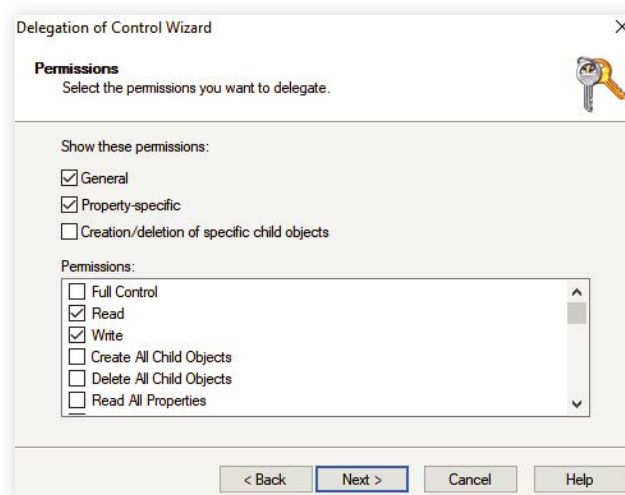 Delegation of Control Wizard
Permissions
Select the permissions you want to delegate.
Show these permissions:
General
Property-specific
Creation/deletion of specific child objects
Permissions:
Full Control
Read
Write
Create All Child Objects
Delete All Child Objects
Read All Properties
< Back Next > Cancel Help